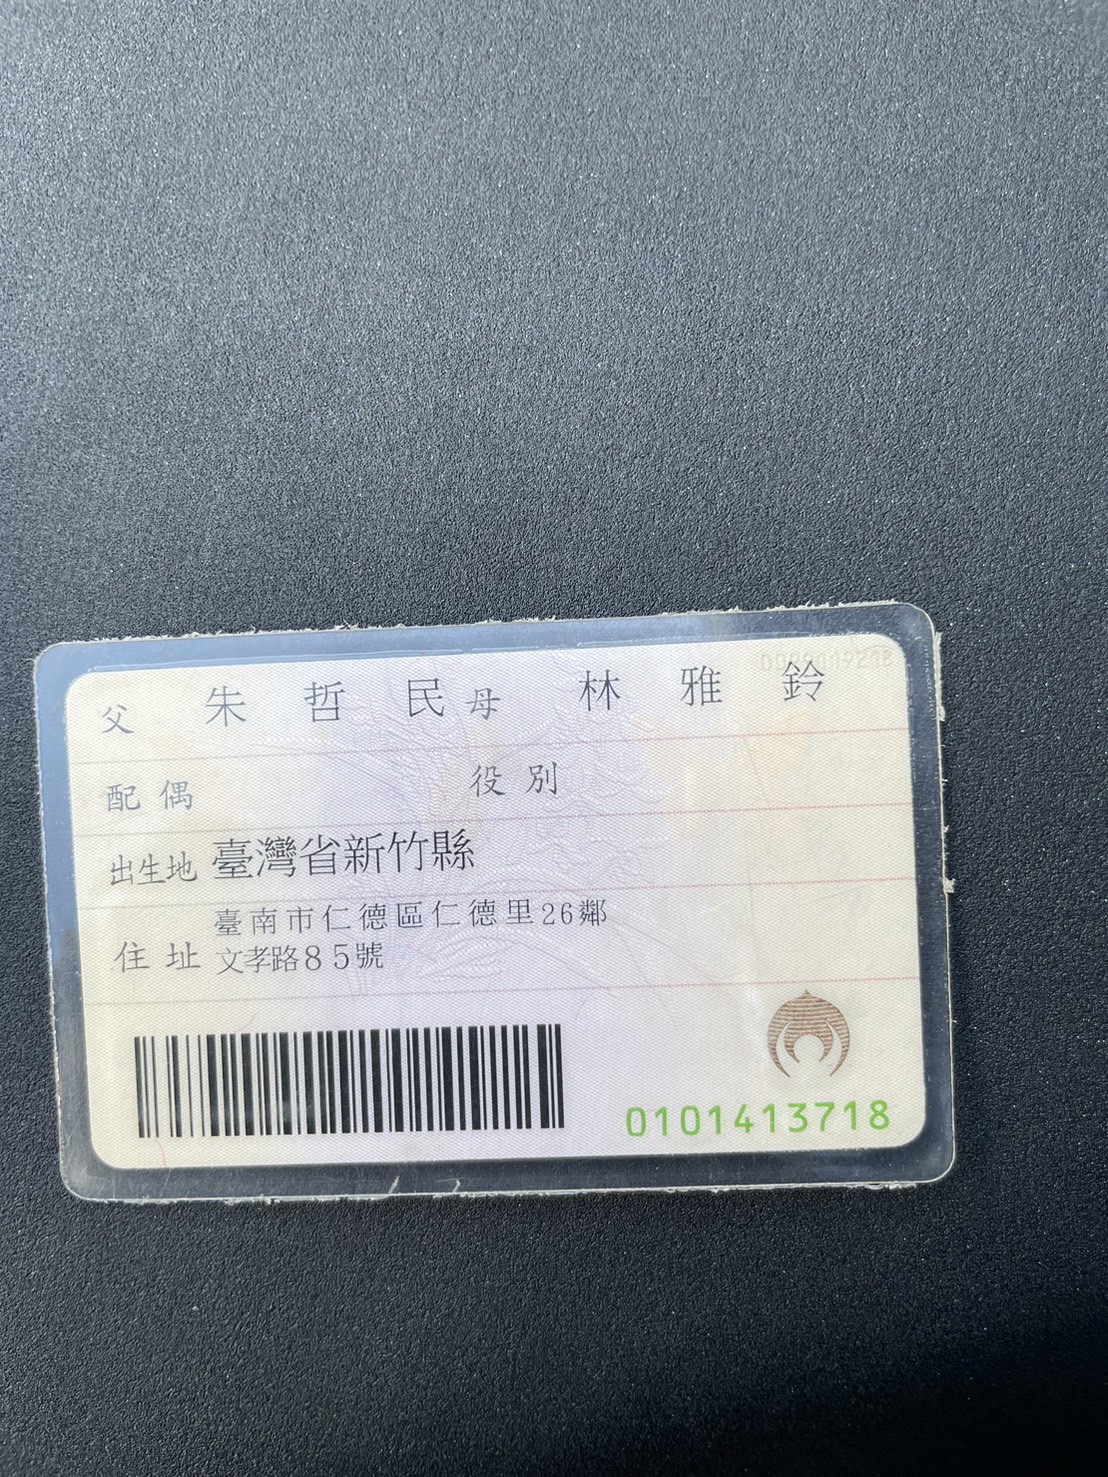 父 朱哲民 母 林雅鈴
配偶 役別
出生地 臺灣省新竹縣
住址 臺南市仁德區仁德里26鄰
文孝路85號
0101413718